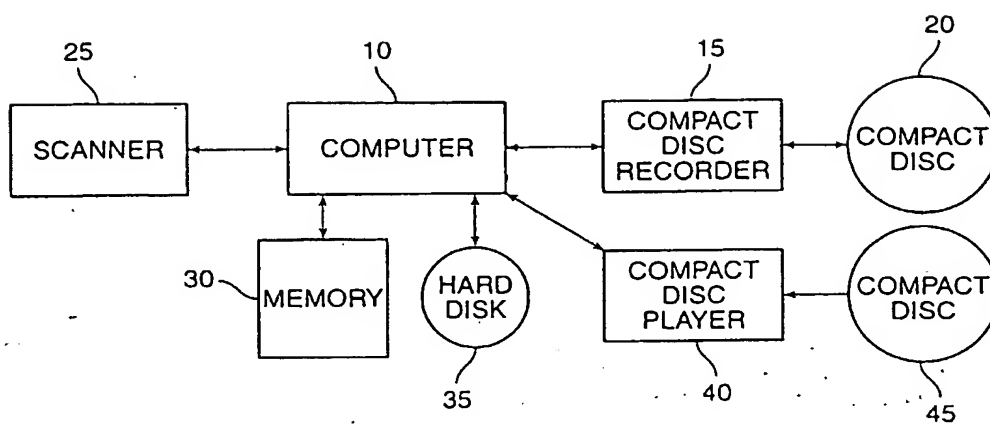 25
10
15
20
SCANNER
COMPUTER
COMPACT
DISC
RECORDER
COMPACT
DISC
30
MEMORY
HARD
DISK
35
COMPACT
DISC
PLAYER
40
COMPACT
DISC
45